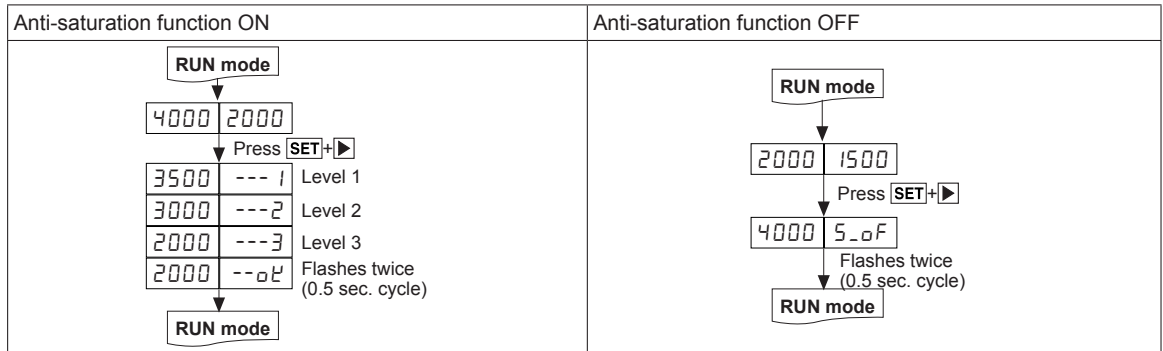 Anti-saturation function ON
RUN mode
4000 2000
Press SET+▶
3500 --- 1 Level 1
3000 ---2 Level 2
2000 ---3 Level 3
2000 --oK Flashes twice
(0.5 sec. cycle)
RUN mode
Anti-saturation function OFF
RUN mode
2000 1500
Press SET+▶
4000 S_oF
Flashes twice
(0.5 sec. cycle)
RUN mode